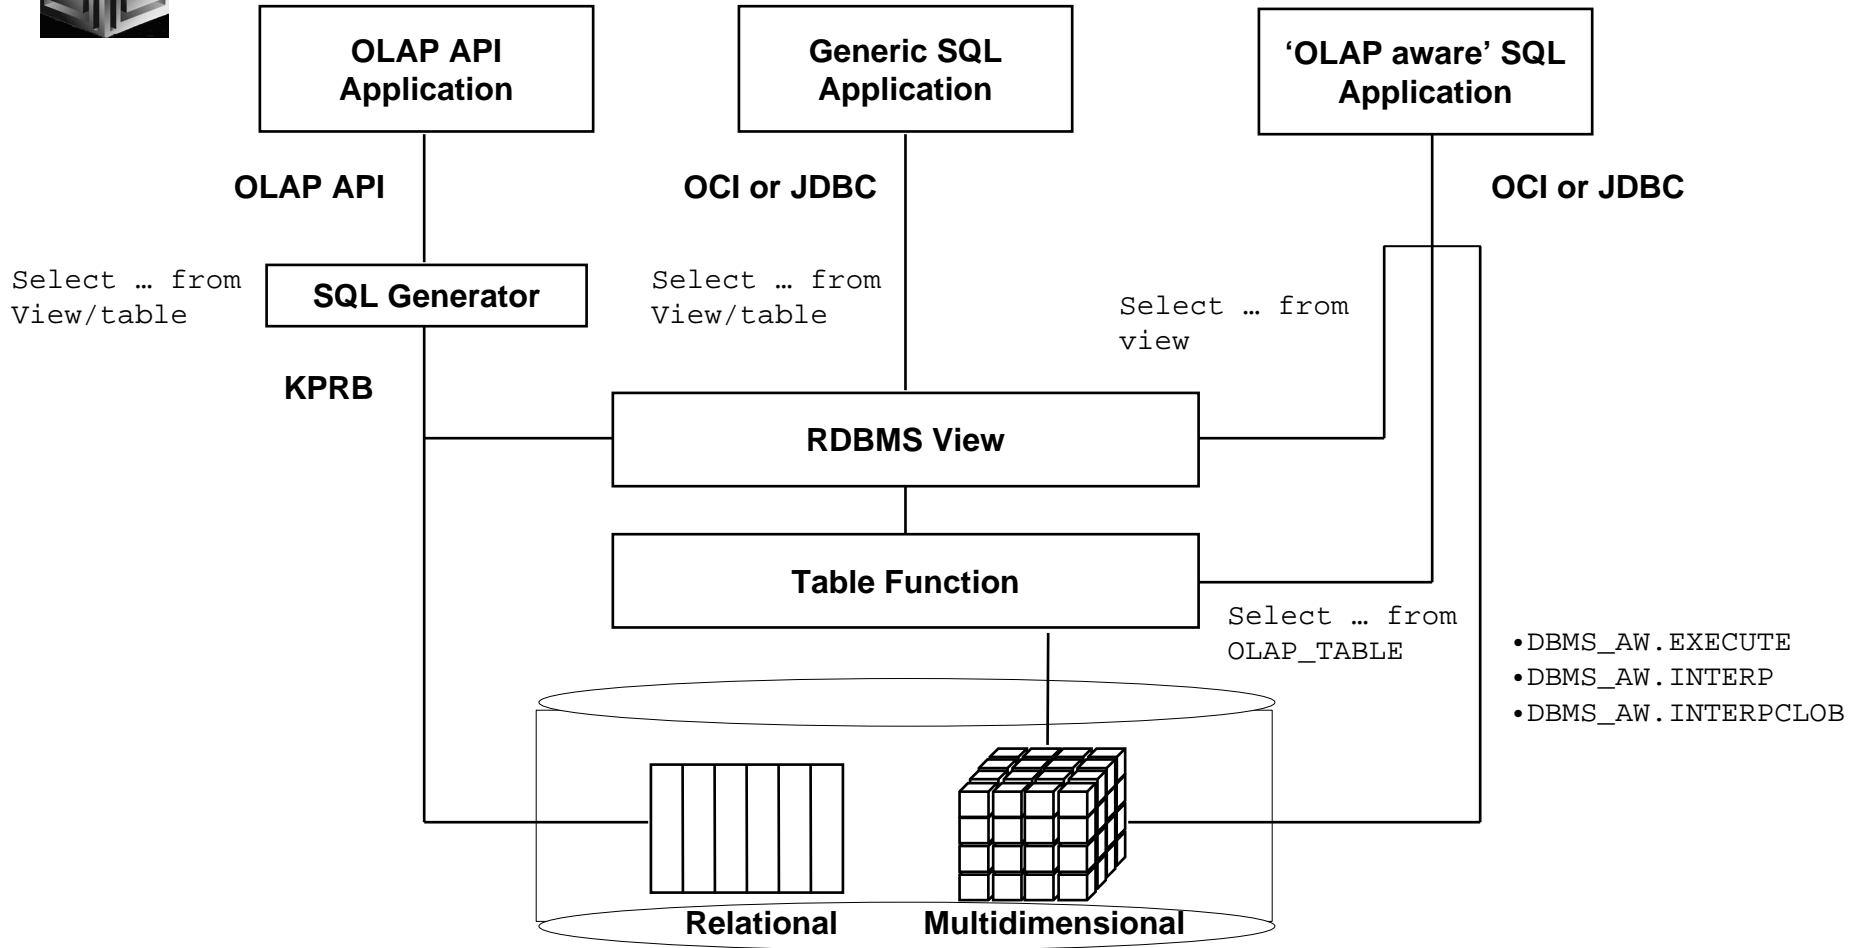 OLAP API
Application
Generic SQL
Application
‘OLAP aware’ SQL
Application
OLAP API
OCI or JDBC
OCI or JDBC
Select … from
View/table
SQL Generator
Select … from
View/table
Select … from
view
KPRB
RDBMS View
Table Function
Select … from
OLAP_TABLE
•DBMS_AW.EXECUTE
•DBMS_AW.INTERP
•DBMS_AW.INTERPCLOB
Relational
Multidimensional